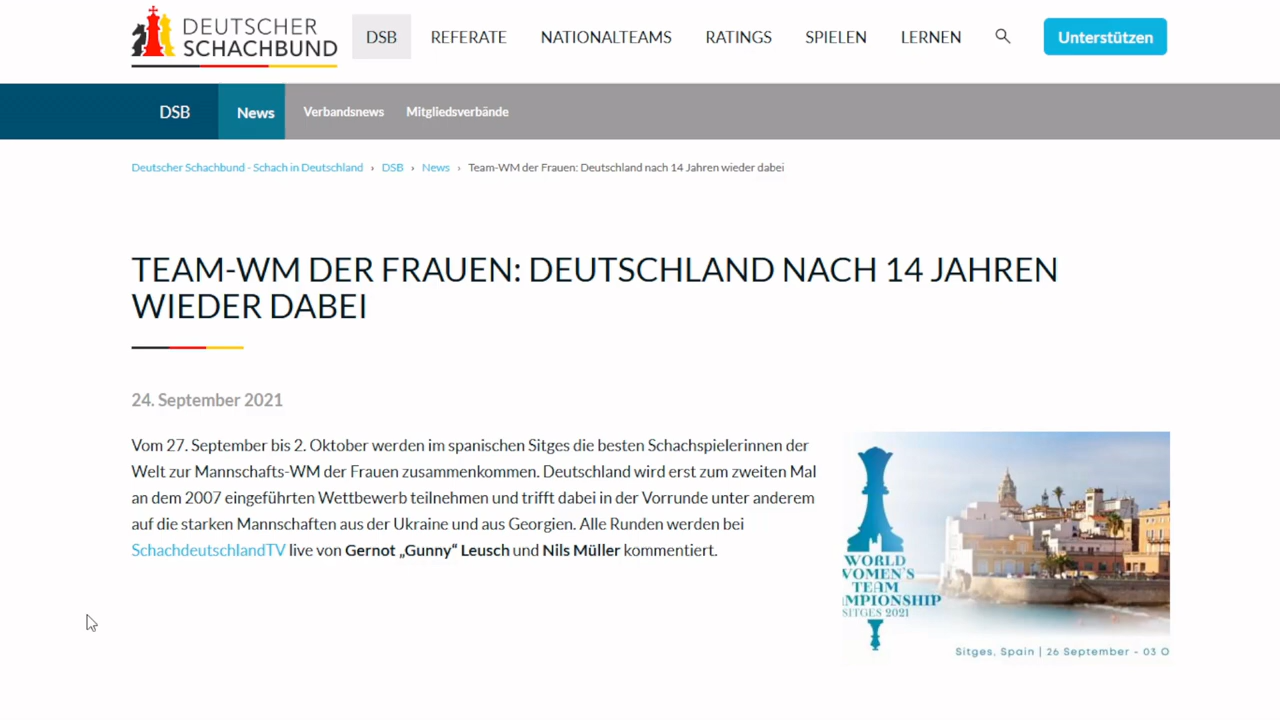 DEUTSCHER
SCHACHBUND
DSB REFERATE NATIONALTEAMS RATINGS SPIELEN LERNEN Unterstützen
DSB News Verbandsnews Mitgliedsverbände
Deutscher Schachbund - Schach in Deutschland › DSB › News › Team-WM der Frauen: Deutschland nach 14 Jahren wieder dabei
TEAM-WM DER FRAUEN: DEUTSCHLAND NACH 14 JAHREN
WIEDER DABEI
24. September 2021
Vom 27. September bis 2. Oktober werden im spanischen Sitges die besten Schachspielerinnen der
Welt zur Mannschafts-WM der Frauen zusammenkommen. Deutschland wird erst zum zweiten Mal
an dem 2007 eingeführten Wettbewerb teilnehmen und trifft dabei in der Vorrunde unter anderem
auf die starken Mannschaften aus der Ukraine und aus Georgien. Alle Runden werden bei
SchachdeutschlandTV live von Gernot „Gunny“ Leusch und Nils Müller kommentiert.
WORLD
WOMEN'S
TEAM
MPIONSHIP
SITGES 2021
Sitges, Spain | 26 September - 03 O